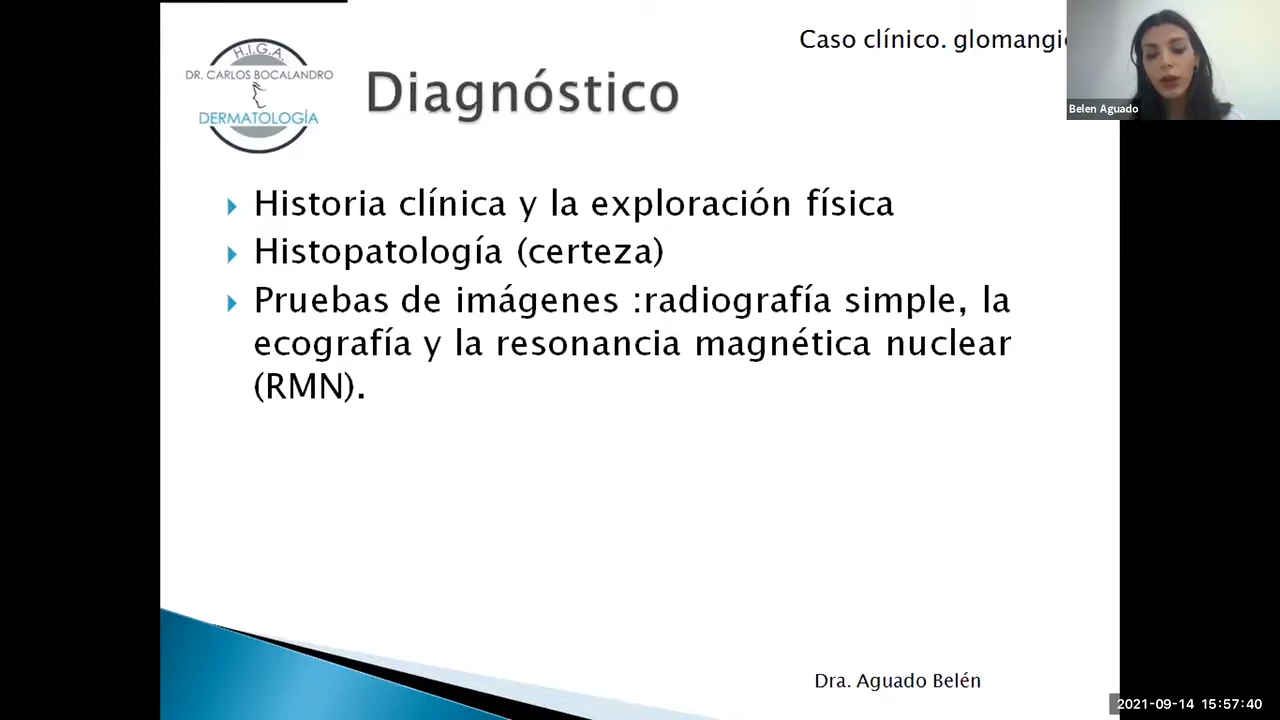 Caso clínico. glomangi
H.I.G.A.
DR. CARLOS BOCALANDRO
DERMATOLOGÍA
Diagnóstico
Belen Aguado
Historia clínica y la exploración física
Histopatología (certeza)
Pruebas de imágenes :radiografía simple, la
ecografía y la resonancia magnética nuclear
(RMN).
Dra. Aguado Belén
2021-09-14 15:57:40